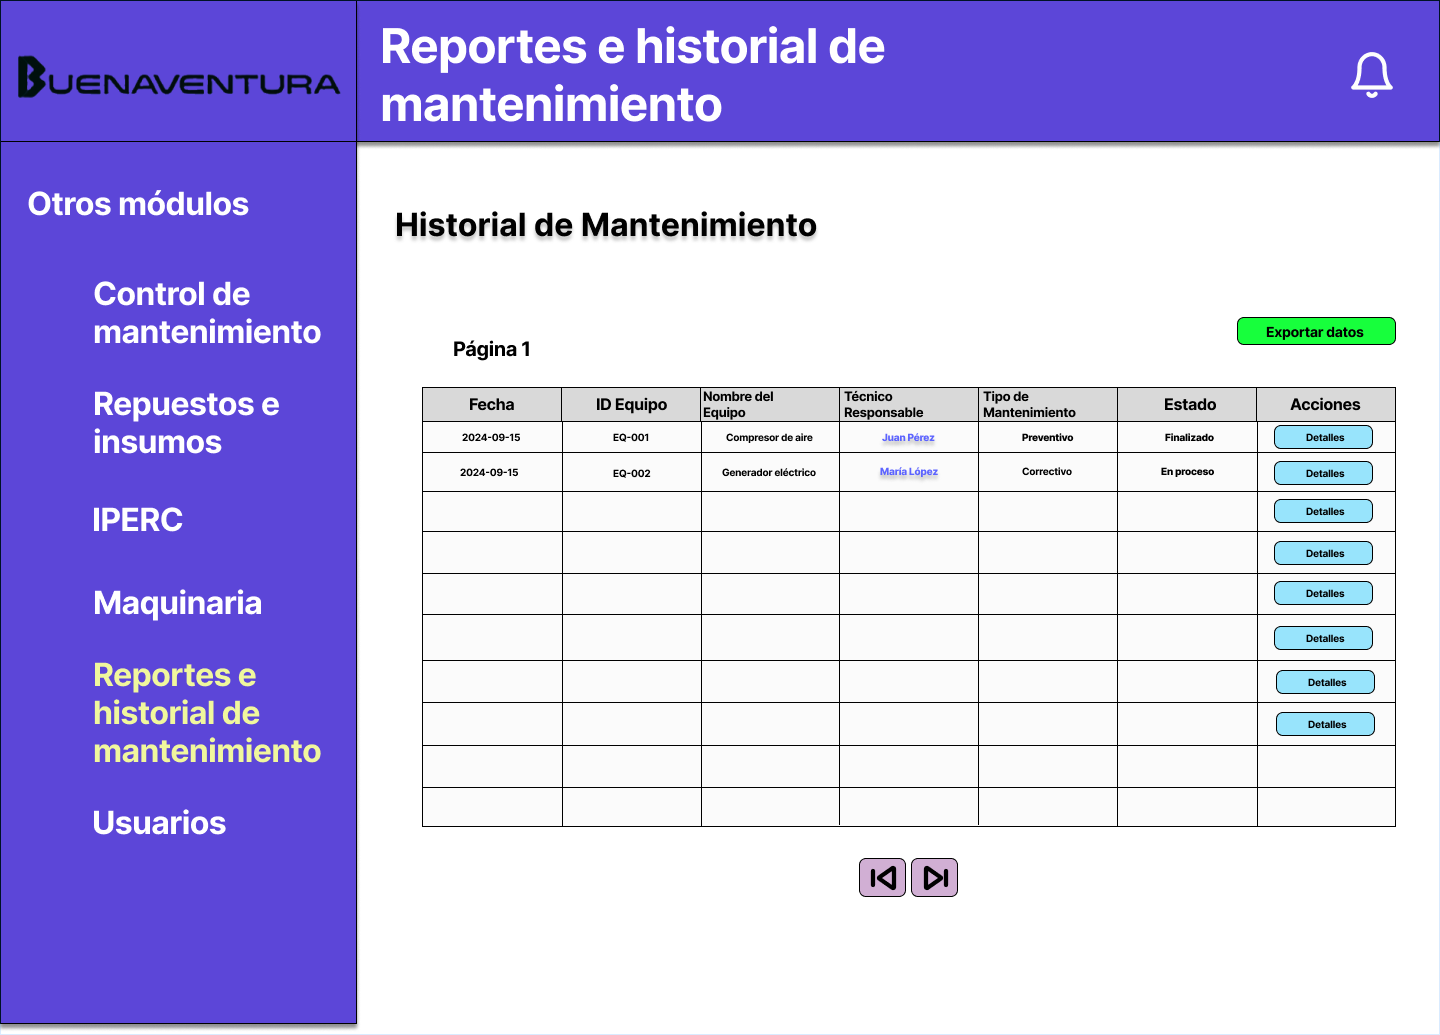 BUENAVENTURA
Reportes e historial de
mantenimiento
Otros módulos
Control de
mantenimiento
Repuestos e
insumos
IPERC
Maquinaria
Reportes e
historial de
mantenimiento
Usuarios
Historial de Mantenimiento
Exportar datos
Página 1
Fecha ID Equipo Nombre del Equipo Técnico Responsable Tipo de Mantenimiento Estado Acciones
2024-09-15 EQ-001 Compresor de aire Juan Pérez Preventivo Finalizado Detalles
2024-09-15 EQ-002 Generador eléctrico María López Correctivo En proceso Detalles
Detalles
Detalles
Detalles
Detalles
Detalles
Detalles